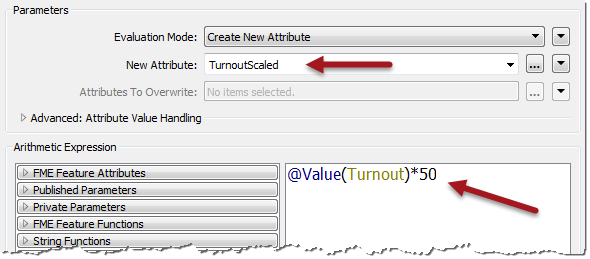 Parameters
Evaluation Mode: Create New Attribute
New Attribute: TurnoutScaled ...
Attributes To Overwrite: No items selected. ...
Advanced: Attribute Value Handling
Arithmetic Expression
FME Feature Attributes
@Value(Turnout)*50
Published Parameters
Private Parameters
FME Feature Functions
String Functions